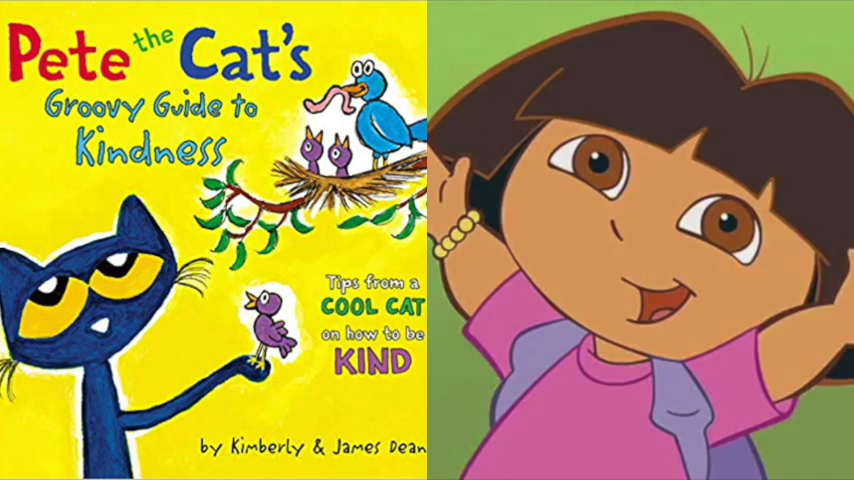 Pete the Cat's
Groovy Guide to
Kindness
Tips from a
COOL CAT
on how to be
KIND
by Kimberly & James Dean